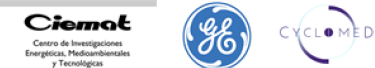 Ciemat
Centro de Investigaciones
Energéticas, Medioambientales
y Tecnológicas
GE
CYCLOMED